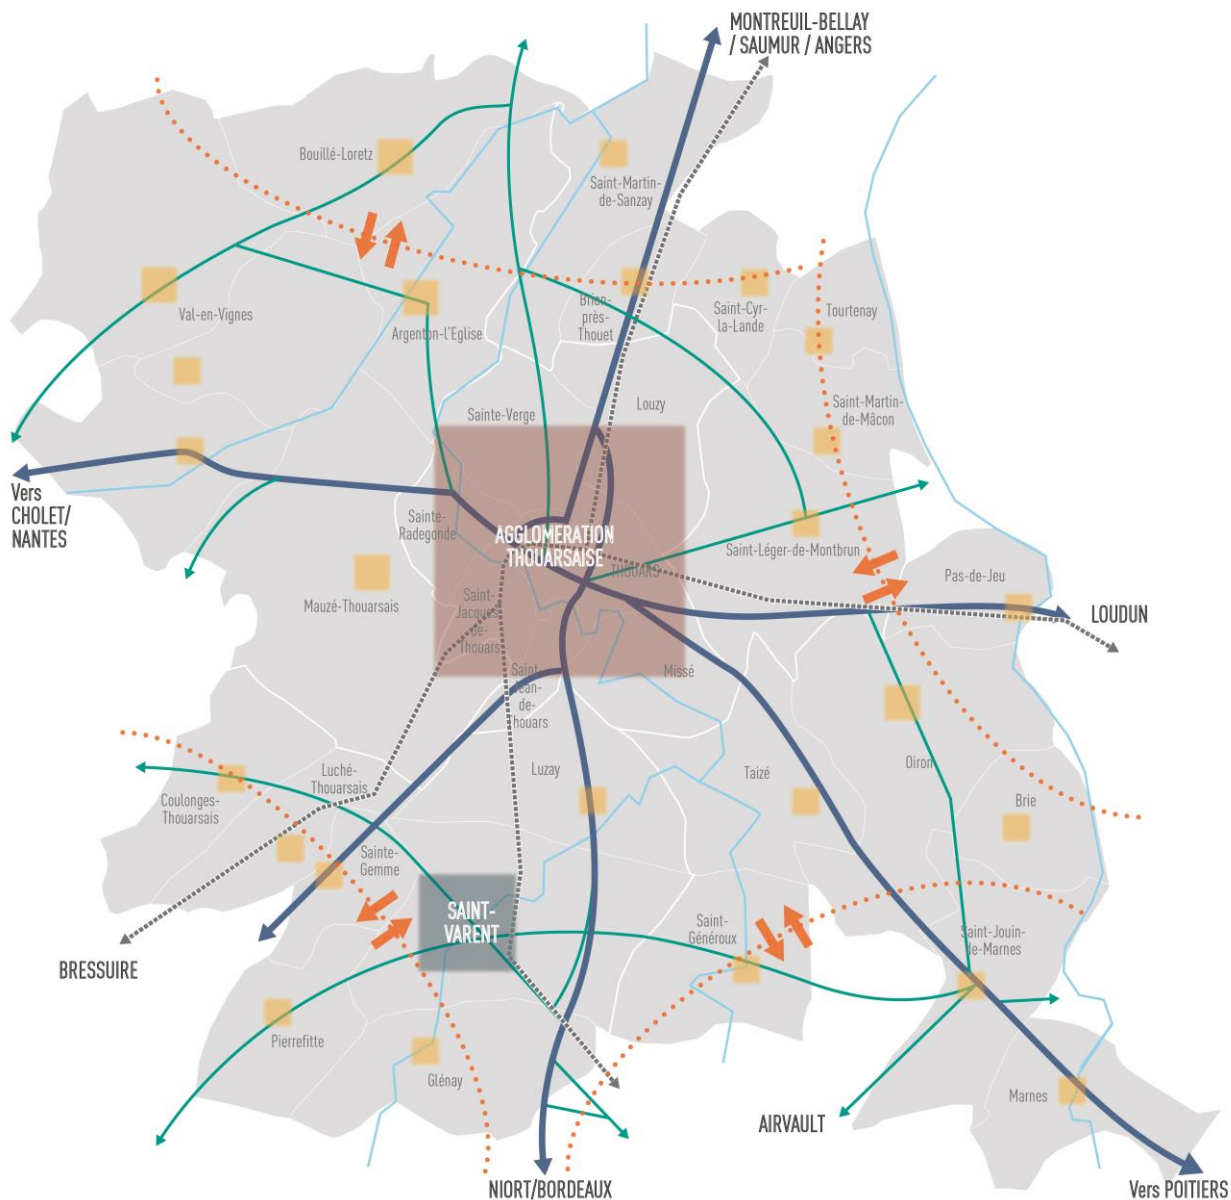 MONTREUIL-BELLAY
/ SAUMUR / ANGERS
Bouillé-Loretz
Saint-Martin-
de-Sanzay
Val-en-Vignes
Argenton-l'Eglise
Brion-
près-
Thouet
Saint-Cyr-
la-Lande
Tourtenay
Sainte-Verge
Louzy
Saint-Martin-
de-Mâcon
Vers
CHOLET/
NANTES
Sainte-
Radegonde
AGGLOMERATION
THOUARSAISE
THOUARS
Saint-Léger-de-Montbrun
Pas-de-Jeu
LOUDUN
Mauzé-Thouarsais
Saint-
Jacques-
de-
Thouars
Missé
Saint-
Jean-
de-
Thouars
Oiron
Luché-
Thouarsais
Luzay
Taizé
Coulonges-
Thouarsais
Brie
Sainte-
Gemme
SAINT-
VARENT
Saint-
Généroux
Saint-Jouin-
de-Marnes
BRESSUIRE
Pierrefitte
Glénay
Marnes
AIRVAULT
NIORT/BORDEAUX
Vers POITIERS